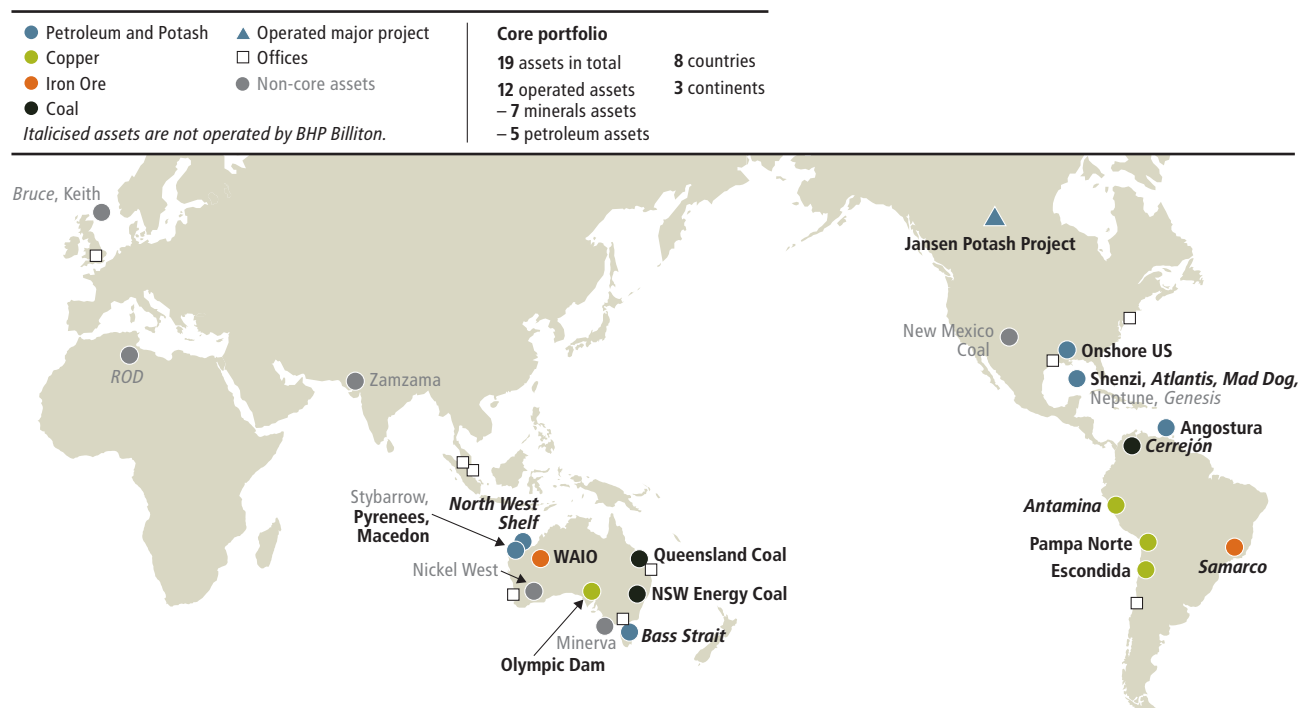 Petroleum and Potash
Copper
Iron Ore
Coal
Operated major project
Offices
Non-core assets
Italicised assets are not operated by BHP Billiton.
Core portfolio
19 assets in total
12 operated assets
– 7 minerals assets
– 5 petroleum assets
8 countries
3 continents
Bruce, Keith
ROD
Zamzama
Stybarrow,
Pyrenees,
Macedon
North West
Shelf
WAIO
Nickel West
Queensland Coal
NSW Energy Coal
Minerva
Bass Strait
Olympic Dam
Jansen Potash Project
New Mexico
Coal
Onshore US
Shenzi, Atlantis, Mad Dog,
Neptune, Genesis
Angostura
Cerrejón
Antamina
Pampa Norte
Escondida
Samarco